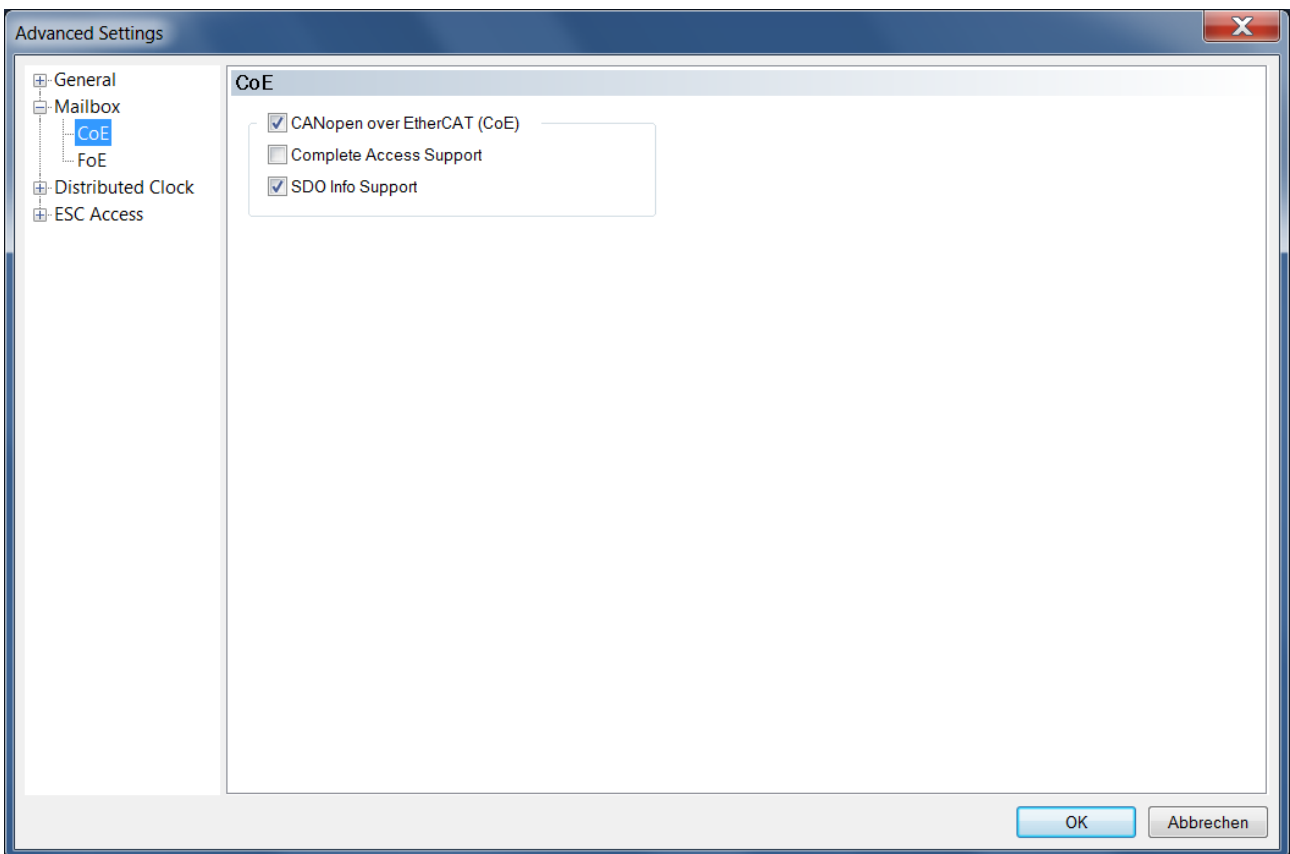 Advanced Settings
General
Mailbox
CoE
FoE
Distributed Clock
ESC Access
CoE
CANopen over EtherCAT (CoE)
Complete Access Support
SDO Info Support
OK
Abbrechen